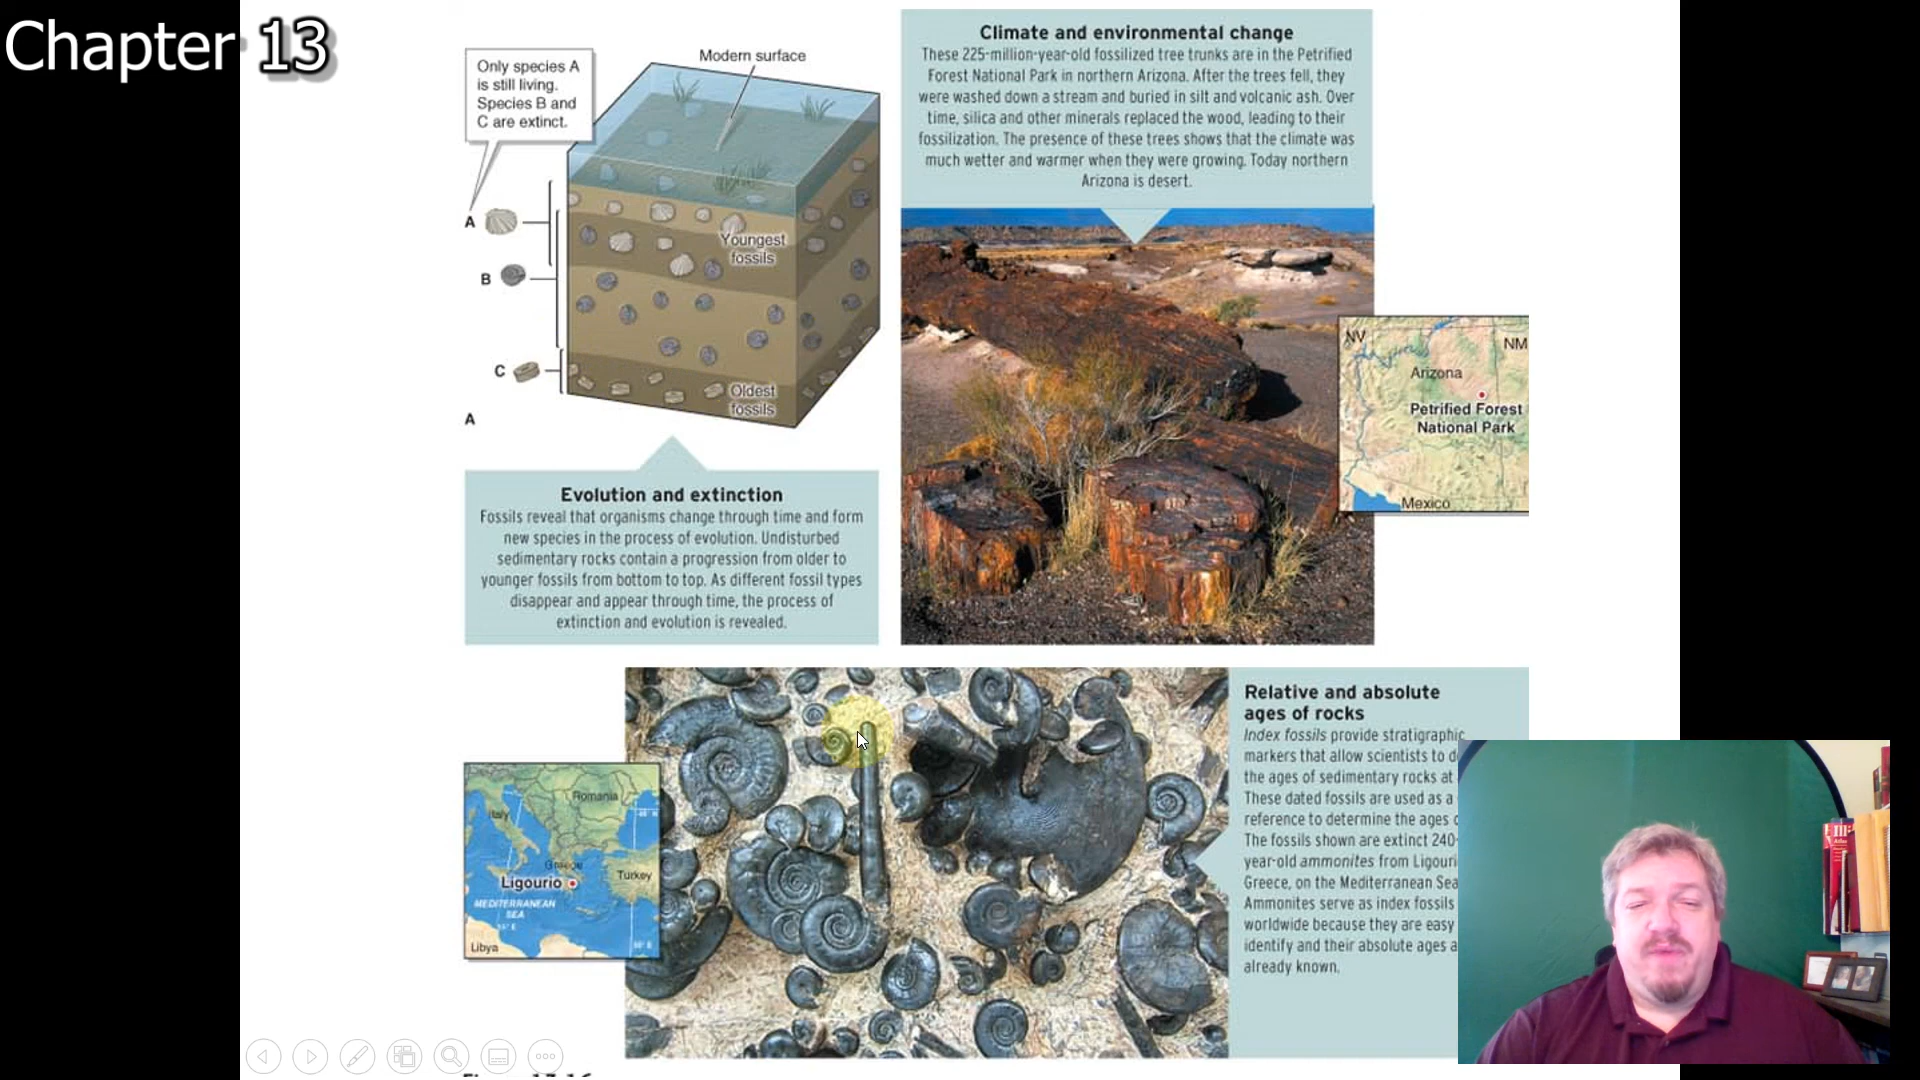 Chapter 13
Only species A
is still living.
Species B and
C are extinct.
Modern surface
A
B
C
A
Youngest
fossils
Oldest
fossils
Evolution and extinction
Fossils reveal that organisms change through time and form
new species in the process of evolution. Undisturbed
sedimentary rocks contain a progression from older to
younger fossils from bottom to top. As different fossil types
disappear and appear through time, the process of
extinction and evolution is revealed.
Climate and environmental change
These 225-million-year-old fossilized tree trunks are in the Petrified
Forest National Park in northern Arizona. After the trees fell, they
were washed down a stream and buried in silt and volcanic ash. Over
time, silica and other minerals replaced the wood, leading to their
fossilization. The presence of these trees shows that the climate was
much wetter and warmer when they were growing. Today northern
Arizona is desert.
NV
NM
Arizona
Petrified Forest
National Park
Mexico
Romania
Italy
Greece
Turkey
Ligourio
MEDITERRANEAN
SEA
Libya
Relative and absolute
ages of rocks
Index fossils provide stratigraphic
markers that allow scientists to
the ages of sedimentary rocks at
These dated fossils are used as a
reference to determine the ages
The fossils shown are extinct 240-
year-old ammonites from
Greece, on the Mediterranean Sea
Ammonites serve as index fossils
worldwide because they are easy
identify and their absolute ages
already known.